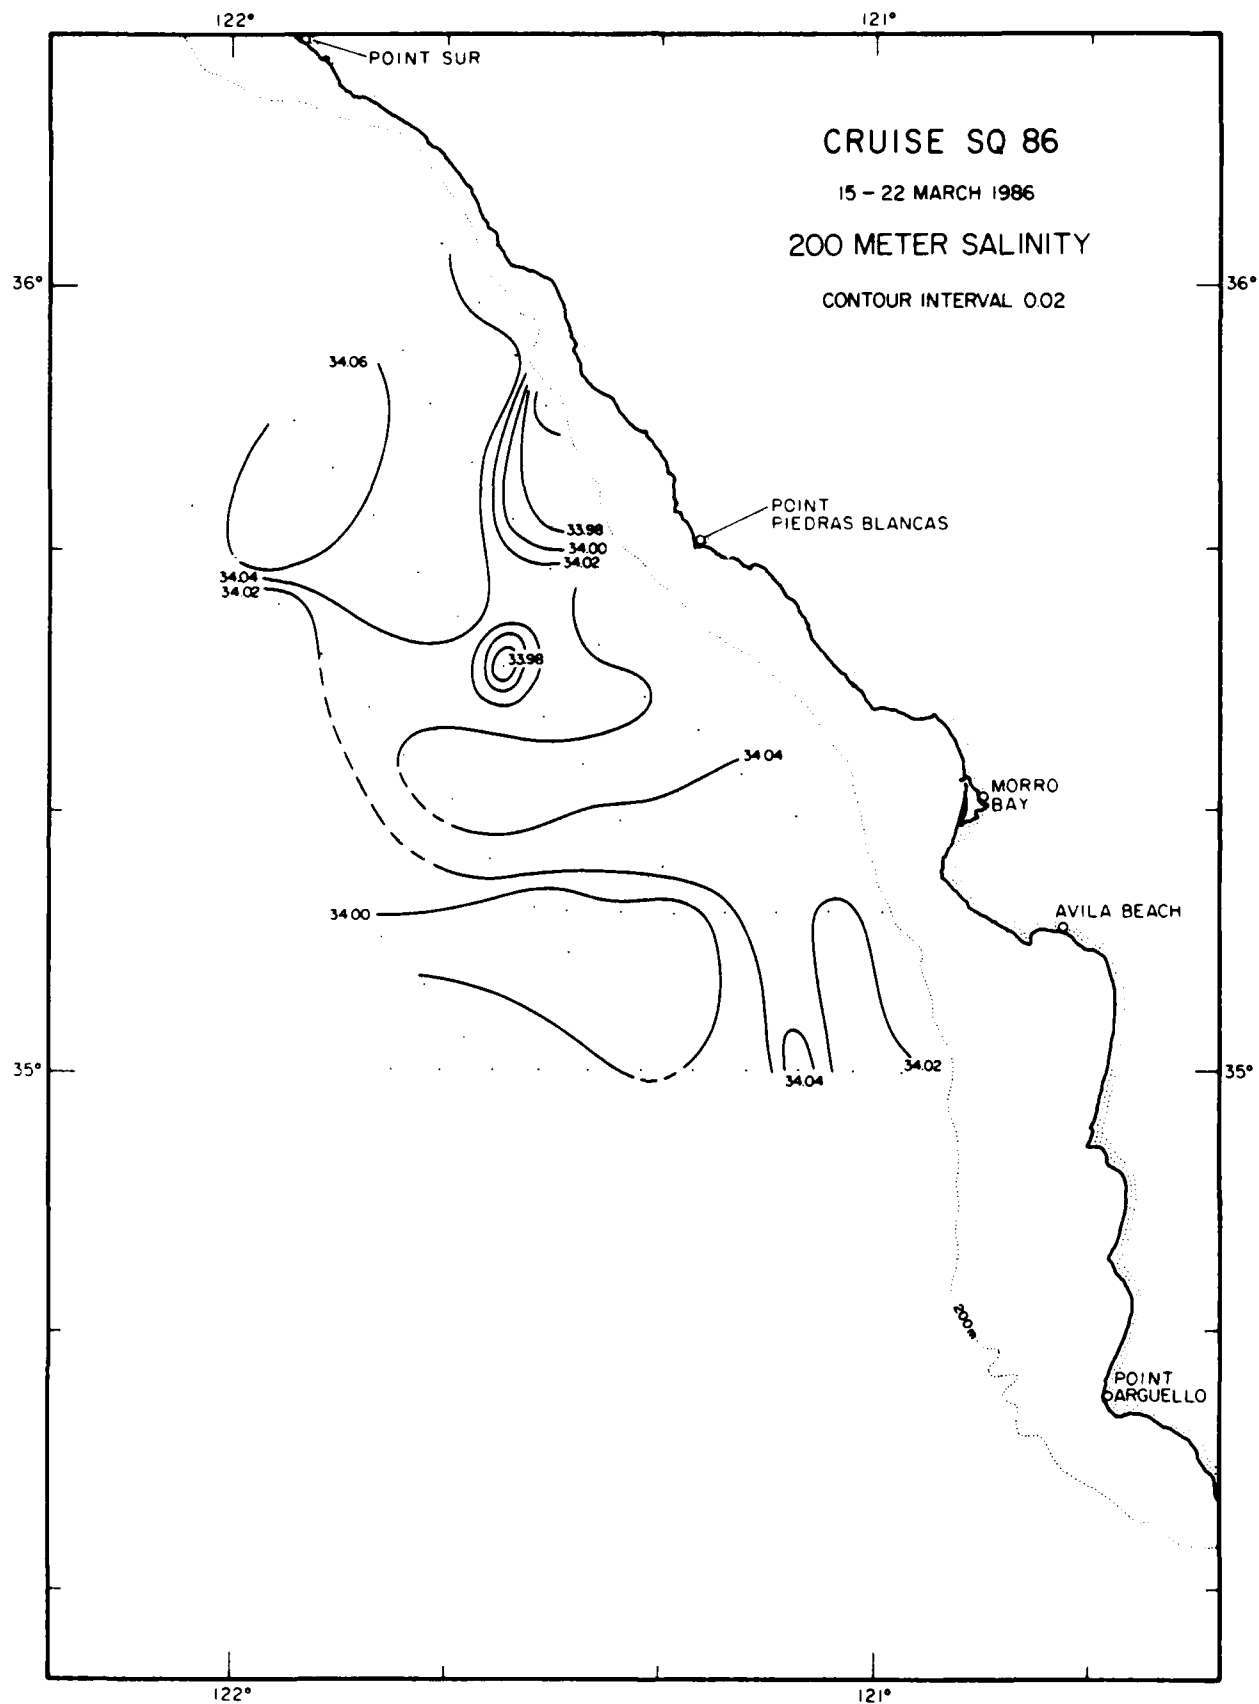 122°
121°
POINT SUR
CRUISE SQ 86
15 – 22 MARCH 1986
200 METER SALINITY
CONTOUR INTERVAL 0.02
36°
36°
34.06
POINT
PIEDRAS BLANCAS
33.98
34.00
34.02
34.04
34.02
33.98
34.04
MORRO
BAY
34.00
AVILA BEACH
34.02
34.04
35°
35°
200m
POINT
ARGUELLO
122°
121°